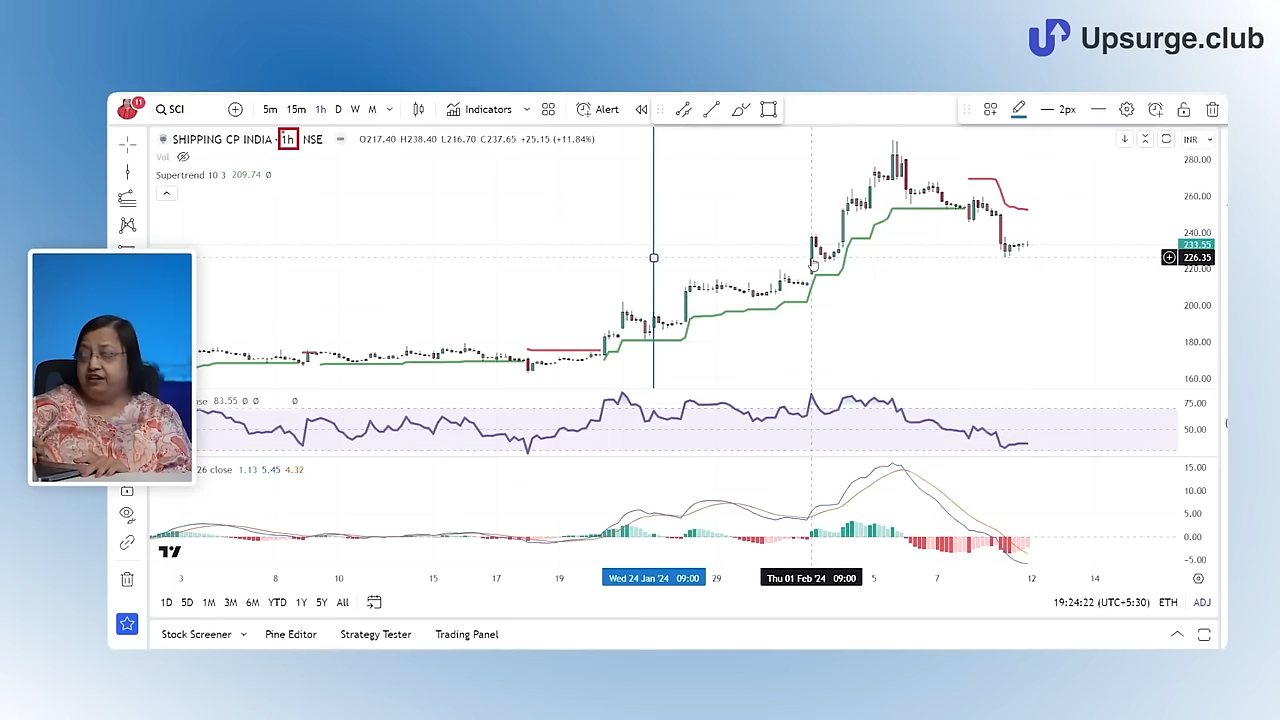 Upsurge.club
11
SCI
5m 15m 1h D W M
Indicators
Alert
2px
SHIPPING CP INDIA · 1h NSE
O217.40 H238.40 L216.70 C237.65 +25.15 (+11.84%)
INR
Vol
Supertrend 10 3 209.74 Ø
280.00
260.00
240.00
233.55
226.35
220.00
200.00
180.00
160.00
83.55 Ø Ø Ø
75.00
50.00
26 close 1.13 5.45 4.32
15.00
10.00
5.00
0.00
−5.00
3 8 10 15 17 19 Wed 24 Jan '24 09:00 29 Thu 01 Feb '24 09:00 5 7 12 14
1D 5D 1M 3M 6M YTD 1Y 5Y All
19:24:22 (UTC+5:30) ETH ADJ
Stock Screener Pine Editor Strategy Tester Trading Panel